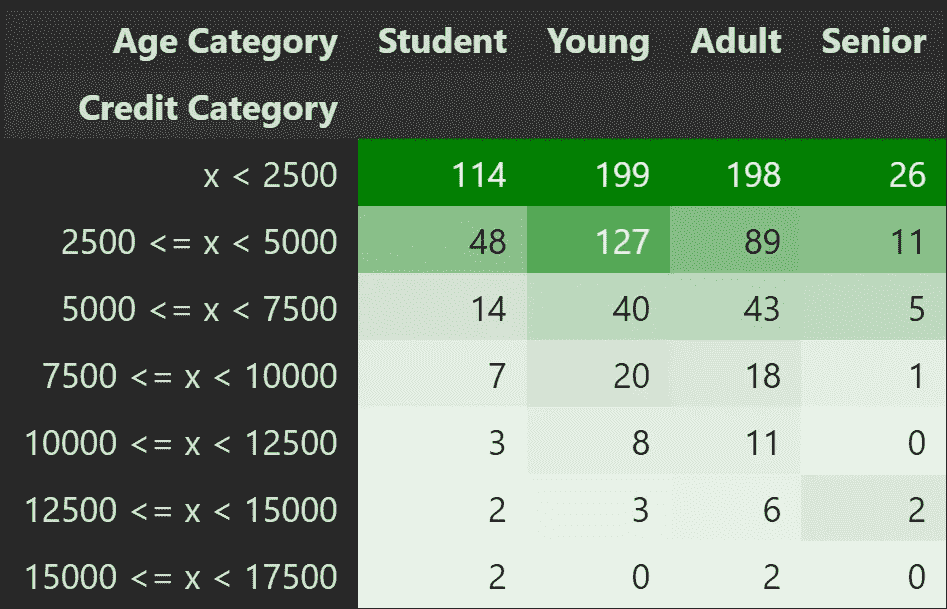 Age Category Student Young Adult Senior
Credit Category
x < 2500 114 199 198 26
2500 <= x < 5000 48 127 89 11
5000 <= x < 7500 14 40 43 5
7500 <= x < 10000 7 20 18 1
10000 <= x < 12500 3 8 11 0
12500 <= x < 15000 2 3 6 2
15000 <= x < 17500 2 0 2 0